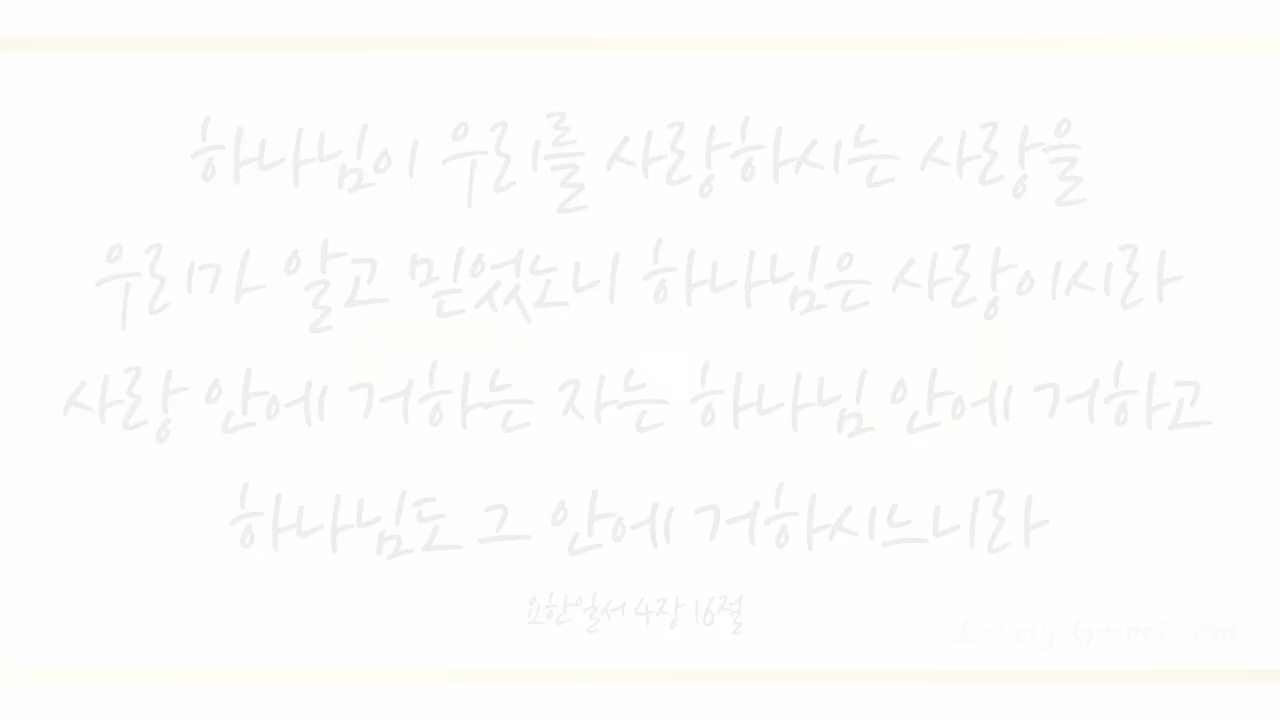 하나님이 우리를 사랑하시는 사랑을
우리가 알고 믿었노니 하나님은 사랑이시라
사랑 안에 거하는 자는 하나님 안에 거하고
하나님도 그 안에 거하시느니라
요한일서 4장 16절